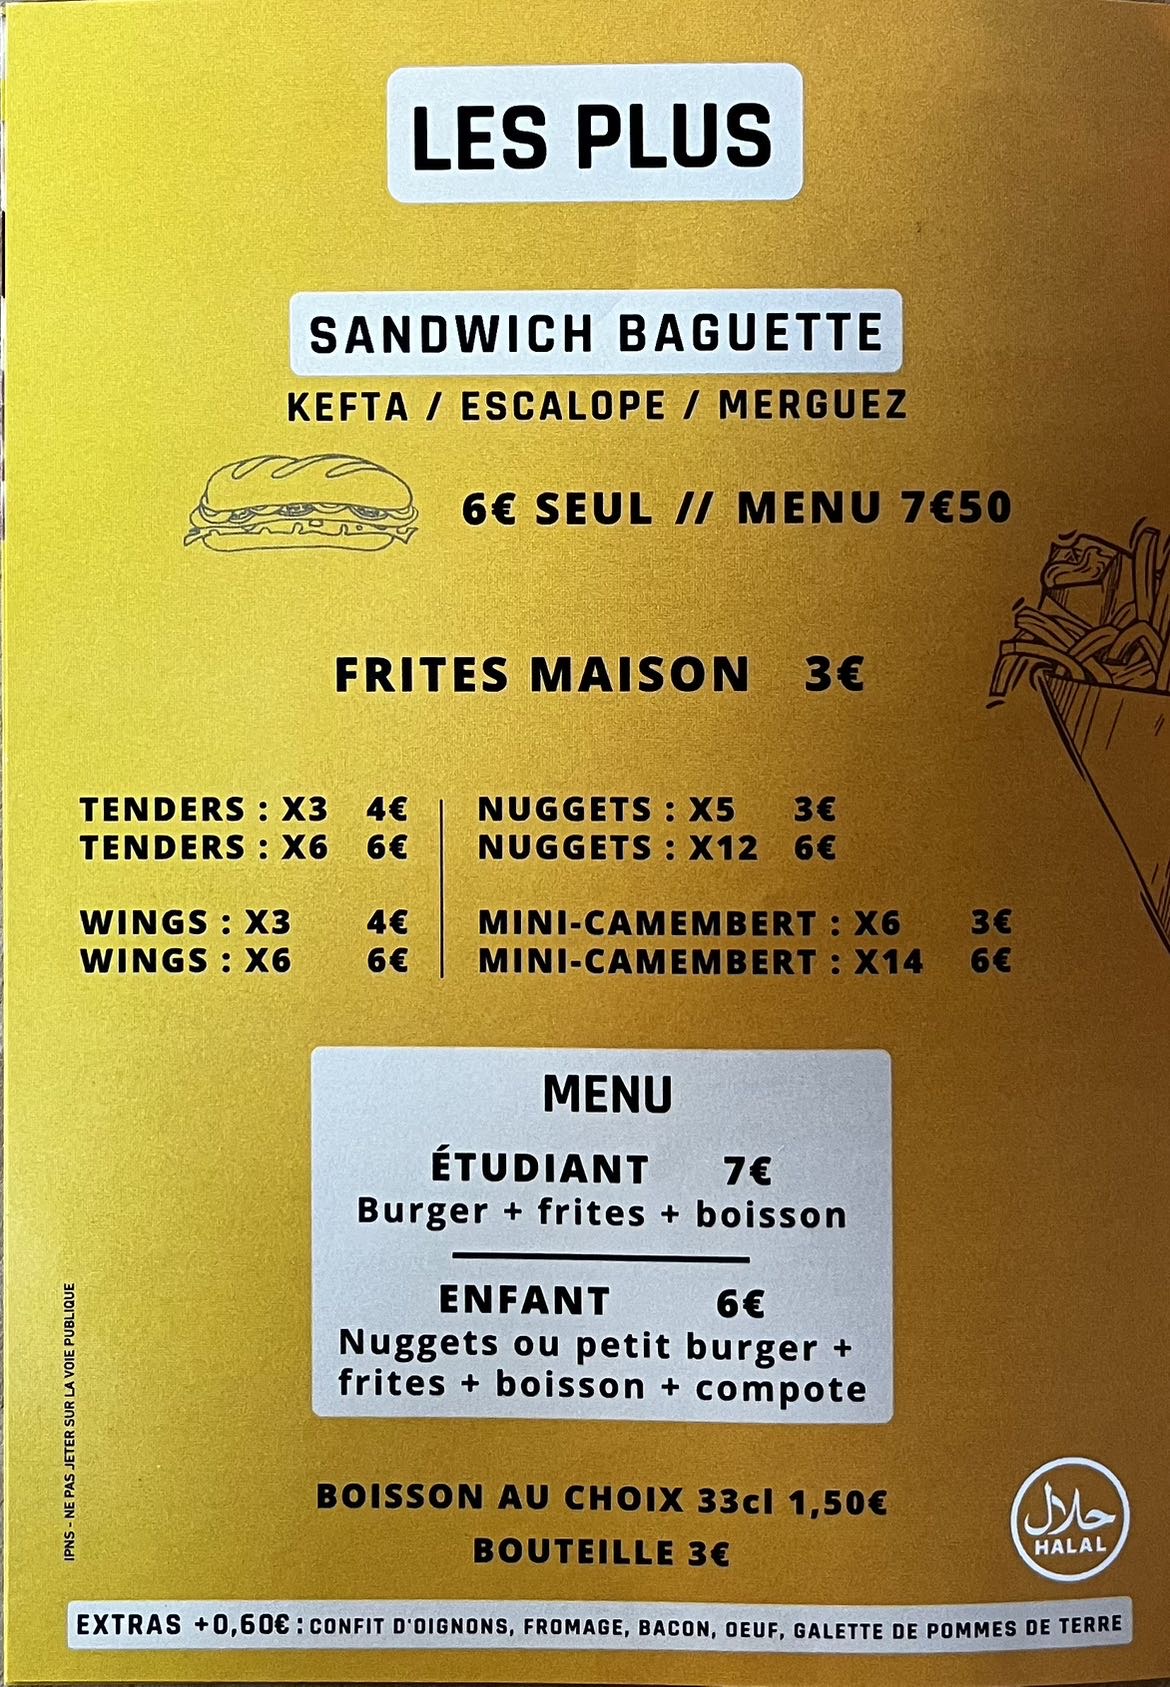 LES PLUS
SANDWICH BAGUETTE
KEFTA / ESCALOPE / MERGUEZ
6€ SEUL // MENU 7€50
FRITES MAISON 3€
TENDERS : X3 4€
TENDERS : X6 6€
WINGS : X3 4€
WINGS : X6 6€
NUGGETS : X5 3€
NUGGETS : X12 6€
MINI-CAMEMBERT : X6 3€
MINI-CAMEMBERT : X14 6€
MENU
ÉTUDIANT 7€
Burger + frites + boisson
ENFANT 6€
Nuggets ou petit burger +
frites + boisson + compote
BOISSON AU CHOIX 33cl 1,50€
BOUTEILLE 3€
حلال
HALAL
EXTRAS +0,60€ : CONFIT D'OIGNONS, FROMAGE, BACON, OEUF, GALETTE DE POMMES DE TERRE
IPNS - NE PAS JETER SUR LA VOIE PUBLIQUE